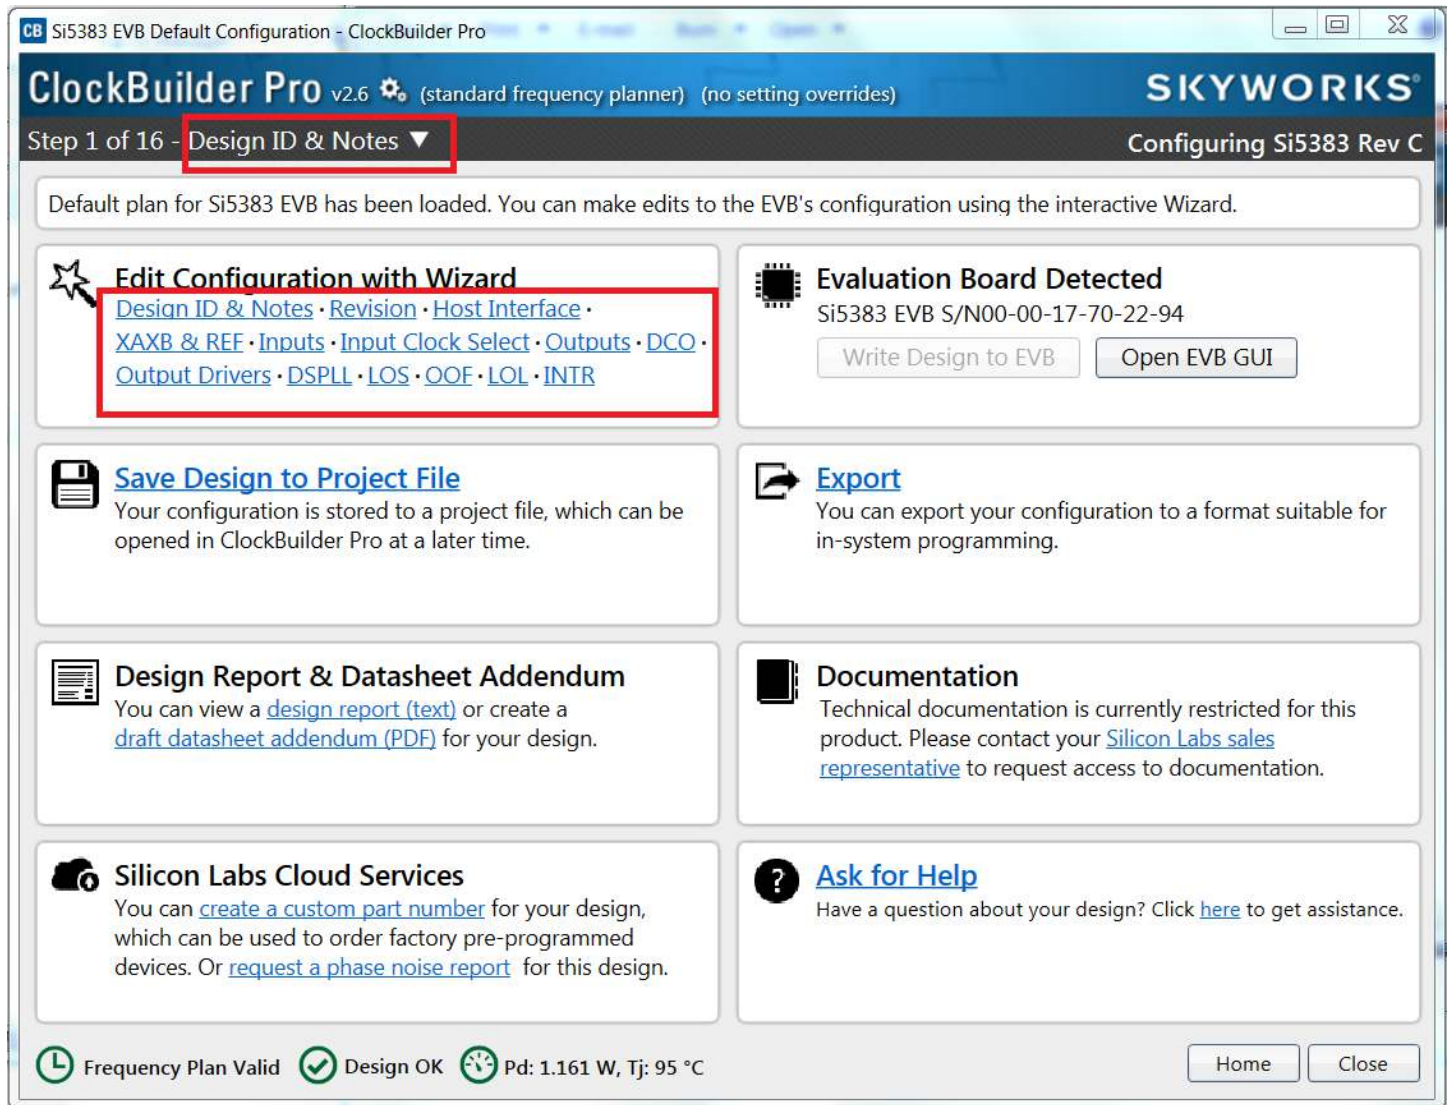 CB Si5383 EVB Default Configuration - ClockBuilder Pro
ClockBuilder Pro v2.6 (standard frequency planner) (no setting overrides)
SKYWORKS®
Step 1 of 16 - Design ID & Notes ▼
Configuring Si5383 Rev C
Default plan for Si5383 EVB has been loaded. You can make edits to the EVB's configuration using the interactive Wizard.
Edit Configuration with Wizard
Design ID & Notes · Revision · Host Interface ·
XAXB & REF · Inputs · Input Clock Select · Outputs · DCO ·
Output Drivers · DSPLL · LOS · OOF · LOL · INTR
Evaluation Board Detected
Si5383 EVB S/N00-00-17-70-22-94
Write Design to EVB
Open EVB GUI
Save Design to Project File
Your configuration is stored to a project file, which can be
opened in ClockBuilder Pro at a later time.
Export
You can export your configuration to a format suitable for
in-system programming.
Design Report & Datasheet Addendum
You can view a design report (text) or create a
draft datasheet addendum (PDF) for your design.
Documentation
Technical documentation is currently restricted for this
product. Please contact your Silicon Labs sales
representative to request access to documentation.
Silicon Labs Cloud Services
You can create a custom part number for your design,
which can be used to order factory pre-programmed
devices. Or request a phase noise report for this design.
Ask for Help
Have a question about your design? Click here to get assistance.
Frequency Plan Valid
Design OK
Pd: 1.161 W, Tj: 95 °C
Home
Close